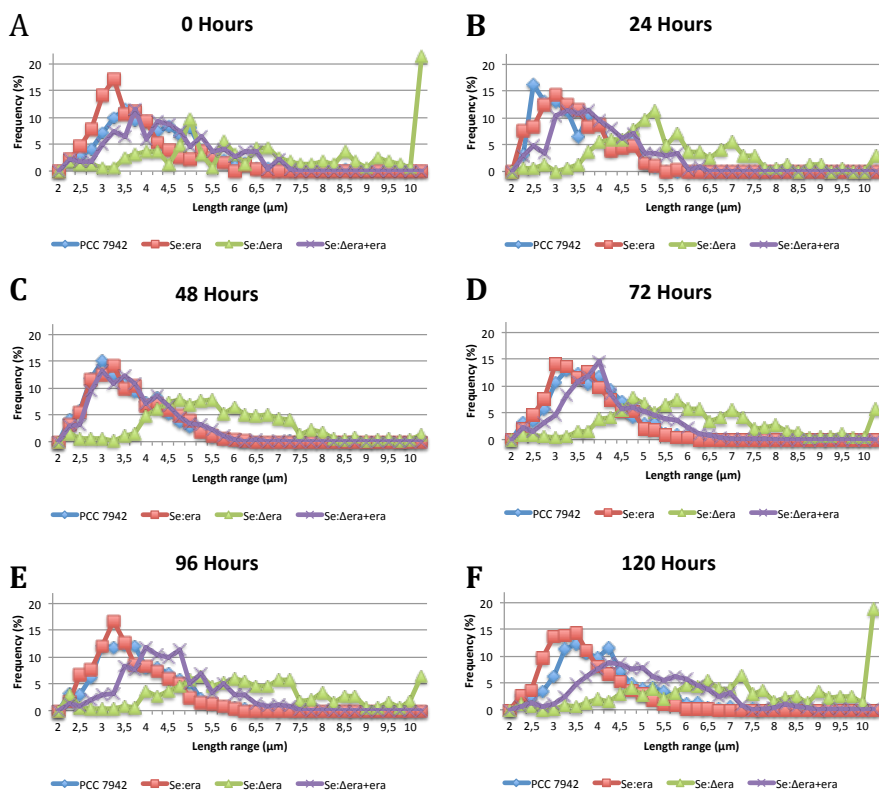 A
0 Hours
Frequency (%)
20
15
10
5
0
2 2,5 3 3,5 4 4,5 5 5,5 6 6,5 7 7,5 8 8,5 9 9,5 10
Length range (μm)
PCC 7942 Se:era Se:Δera Se:Δera+era
B
24 Hours
Frequency (%)
20
15
10
5
0
2 2,5 3 3,5 4 4,5 5 5,5 6 6,5 7 7,5 8 8,5 9 9,5 10
Length range (μm)
PCC 7942 Se:era Se:Δera Se:Δera+era
C
48 Hours
Frequency (%)
20
15
10
5
0
2 2,5 3 3,5 4 4,5 5 5,5 6 6,5 7 7,5 8 8,5 9 9,5 10
Length range (μm)
PCC 7942 Se:era Se:Δera Se:Δera+era
D
72 Hours
Frequency (%)
20
15
10
5
0
2 2,5 3 3,5 4 4,5 5 5,5 6 6,5 7 7,5 8 8,5 9 9,5 10
Length range (μm)
PCC 7942 Se:era Se:Δera Se:Δera+era
E
96 Hours
Frequency (%)
20
15
10
5
0
2 2,5 3 3,5 4 4,5 5 5,5 6 6,5 7 7,5 8 8,5 9 9,5 10
Length range (μm)
PCC 7942 Se:era Se:Δera Se:Δera+era
F
120 Hours
Frequency (%)
20
15
10
5
0
2 2,5 3 3,5 4 4,5 5 5,5 6 6,5 7 7,5 8 8,5 9 9,5 10
Length range (μm)
PCC 7942 Se:era Se:Δera Se:Δera+era